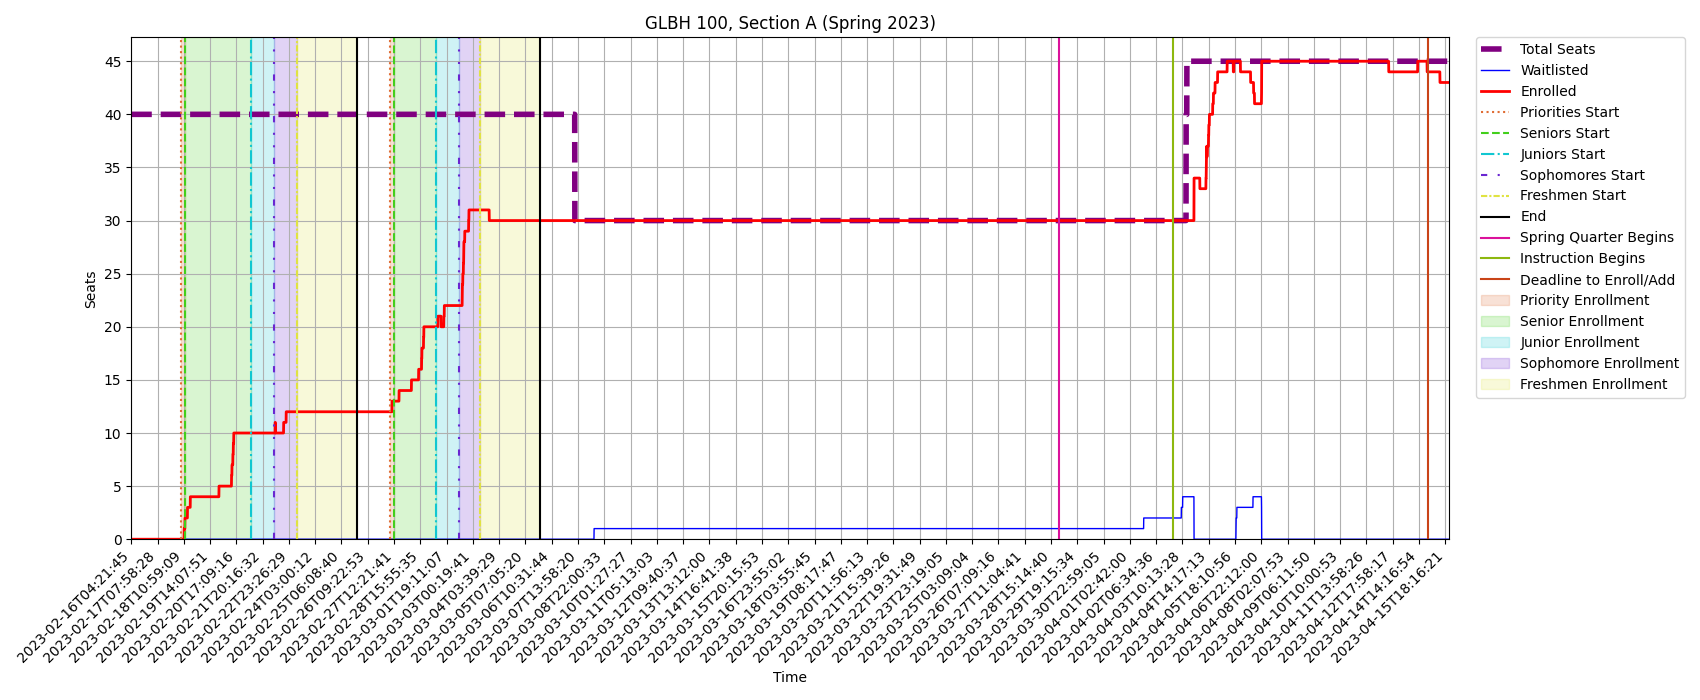 GLBH 100, Section A (Spring 2023)
Seats
45
40
35
30
25
20
15
10
5
0
2023-02-16T04:21:45
2023-02-17T07:58:28
2023-02-18T10:59:09
2023-02-19T14:07:51
2023-02-20T17:09:16
2023-02-21T20:16:32
2023-02-22T23:26:29
2023-02-24T03:00:12
2023-02-25T06:08:40
2023-02-26T09:22:53
2023-02-27T12:21:41
2023-02-28T15:55:35
2023-03-01T19:11:07
2023-03-03T00:19:41
2023-03-04T03:39:29
2023-03-05T07:05:20
2023-03-06T10:31:44
2023-03-07T13:58:20
2023-03-08T22:00:33
2023-03-10T01:27:27
2023-03-11T05:13:03
2023-03-12T09:40:37
2023-03-13T13:12:00
2023-03-14T16:41:38
2023-03-15T20:15:53
2023-03-16T23:55:02
2023-03-18T03:55:45
2023-03-19T08:17:47
2023-03-20T11:56:13
2023-03-21T15:39:26
2023-03-22T19:31:49
2023-03-23T23:19:05
2023-03-25T03:09:04
2023-03-26T07:09:16
2023-03-27T11:04:41
2023-03-28T15:14:40
2023-03-29T19:15:34
2023-03-30T22:59:05
2023-04-01T02:42:00
2023-04-02T06:34:36
2023-04-03T10:13:28
2023-04-04T14:17:13
2023-04-05T18:10:56
2023-04-06T22:12:00
2023-04-08T02:07:53
2023-04-09T06:11:50
2023-04-10T10:00:53
2023-04-11T13:58:26
2023-04-12T17:58:17
2023-04-14T14:16:54
2023-04-15T18:16:21
Time
Total Seats
Waitlisted
Enrolled
Priorities Start
Seniors Start
Juniors Start
Sophomores Start
Freshmen Start
End
Spring Quarter Begins
Instruction Begins
Deadline to Enroll/Add
Priority Enrollment
Senior Enrollment
Junior Enrollment
Sophomore Enrollment
Freshmen Enrollment